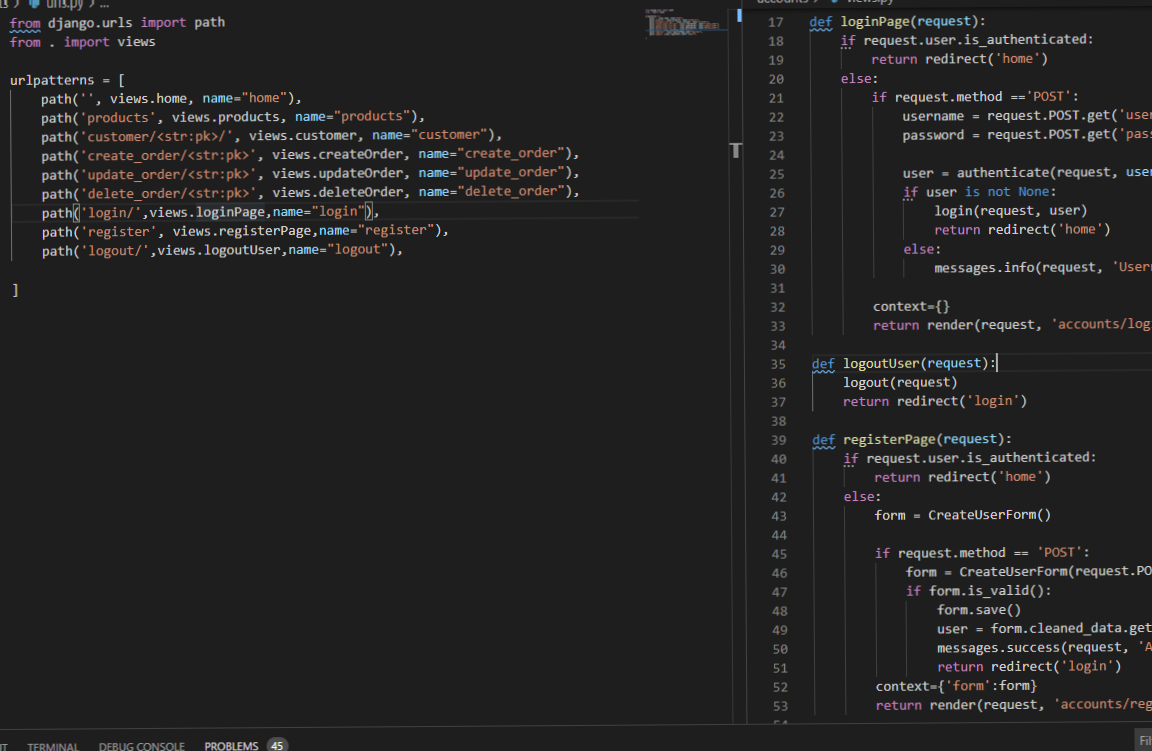 urls.py > ...
from django.urls import path
from . import views
urlpatterns = [
path('', views.home, name="home"),
path('products', views.products, name="products"),
path('customer/<str:pk>/', views.customer, name="customer"),
path('create_order/<str:pk>', views.createOrder, name="create_order"),
path('update_order/<str:pk>', views.updateOrder, name="update_order"),
path('delete_order/<str:pk>', views.deleteOrder, name="delete_order"),
path('login/',views.loginPage,name="login"),
path('register', views.registerPage,name="register"),
path('logout/',views.logoutUser,name="logout"),
]
accounts > views.py
17 def loginPage(request):
18 if request.user.is_authenticated:
19 return redirect('home')
20 else:
21 if request.method =='POST':
22 username = request.POST.get('user
23 password = request.POST.get('pas
24
25 user = authenticate(request, user
26 if user is not None:
27 login(request, user)
28 return redirect('home')
29 else:
30 messages.info(request, 'User
31
32 context={}
33 return render(request, 'accounts/log
34
35 def logoutUser(request):
36 logout(request)
37 return redirect('login')
38
39 def registerPage(request):
40 if request.user.is_authenticated:
41 return redirect('home')
42 else:
43 form = CreateUserForm()
44
45 if request.method == 'POST':
46 form = CreateUserForm(request.PO
47 if form.is_valid():
48 form.save()
49 user = form.cleaned_data.get
50 messages.success(request, 'A
51 return redirect('login')
52 context={'form':form}
53 return render(request, 'accounts/reg
54
TERMINAL DEBUG CONSOLE PROBLEMS 45